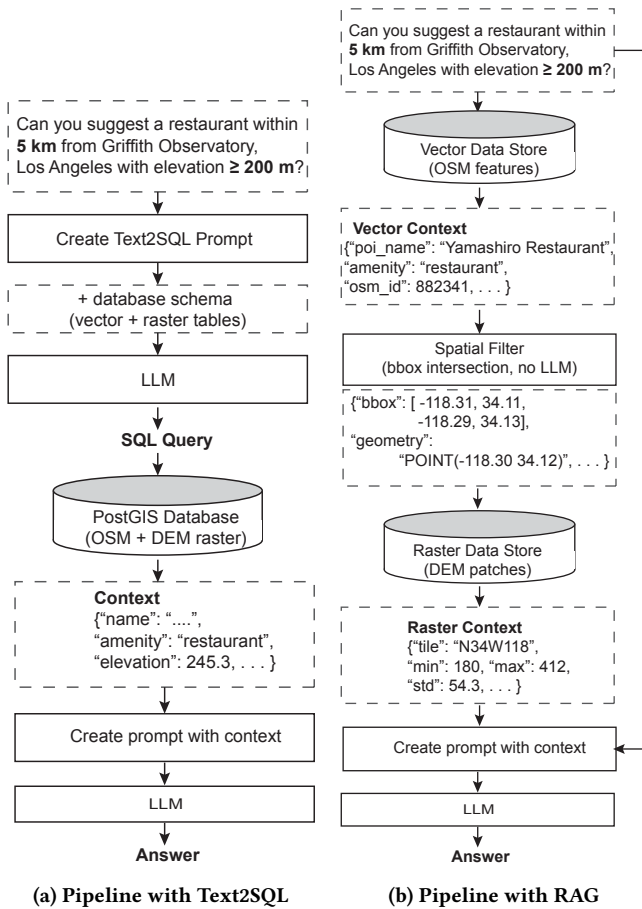 Can you suggest a restaurant within
5 km from Griffith Observatory,
Los Angeles with elevation ≥ 200 m?
Create Text2SQL Prompt
+ database schema
(vector + raster tables)
LLM
SQL Query
PostGIS Database
(OSM + DEM raster)
Context
{“name”: “....”,
“amenity”: “restaurant”,
“elevation”: 245.3, . . . }
Create prompt with context
LLM
Answer
(a) Pipeline with Text2SQL
Can you suggest a restaurant within
5 km from Griffith Observatory,
Los Angeles with elevation ≥ 200 m?
Vector Data Store
(OSM features)
Vector Context
{“poi_name”: “Yamashiro Restaurant”,
“amenity”: “restaurant”,
“osm_id”: 882341, . . . }
Spatial Filter
(bbox intersection, no LLM)
{“bbox”: [ -118.31, 34.11,
-118.29, 34.13],
“geometry”:
“POINT(-118.30 34.12)”, . . . }
Raster Data Store
(DEM patches)
Raster Context
{“tile”: “N34W118”,
“min”: 180, “max”: 412,
“std”: 54.3, . . . }
Create prompt with context
LLM
Answer
(b) Pipeline with RAG